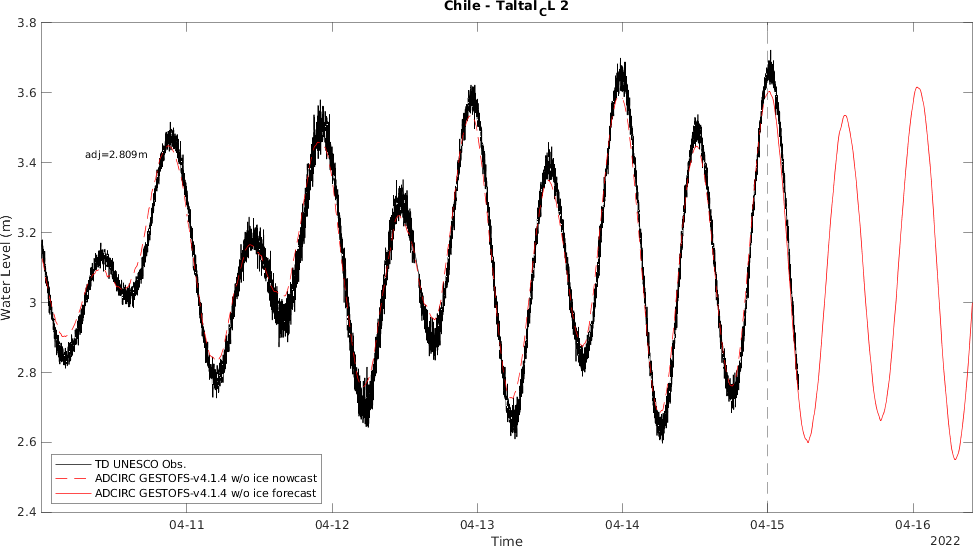 Chile - Taltal_CL 2
3.8
3.6
3.4
3.2
3
2.8
2.6
2.4
Water Level (m)
adj=2.809m
TD UNESCO Obs.
ADCIRC GESTOFS-v4.1.4 w/o ice nowcast
ADCIRC GESTOFS-v4.1.4 w/o ice forecast
04-11
04-12
04-13
04-14
04-15
04-16
Time
2022